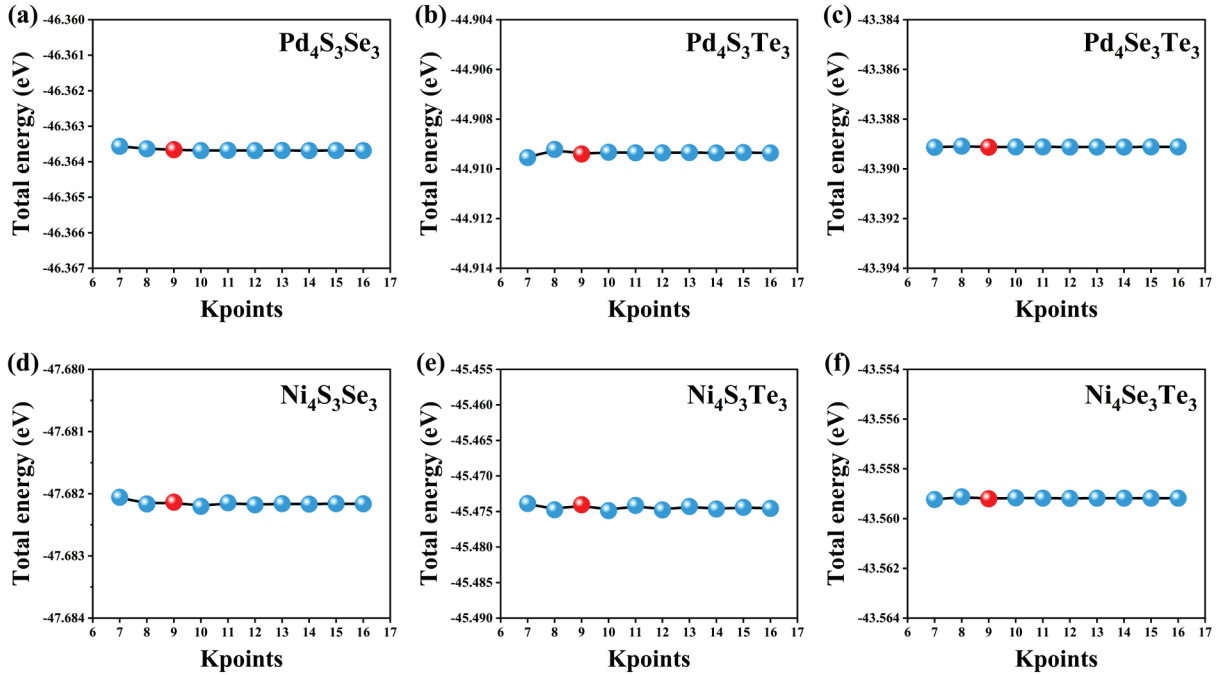 (a)
Pd4S3Se3
Total energy (eV)
-46.360
-46.361
-46.362
-46.363
-46.364
-46.365
-46.366
-46.367
6 7 8 9 10 11 12 13 14 15 16 17
Kpoints
(b)
Pd4S3Te3
Total energy (eV)
-44.904
-44.906
-44.908
-44.910
-44.912
-44.914
6 7 8 9 10 11 12 13 14 15 16 17
Kpoints
(c)
Pd4Se3Te3
Total energy (eV)
-43.384
-43.386
-43.388
-43.390
-43.392
-43.394
6 7 8 9 10 11 12 13 14 15 16 17
Kpoints
(d)
Ni4S3Se3
Total energy (eV)
-47.680
-47.681
-47.682
-47.683
-47.684
6 7 8 9 10 11 12 13 14 15 16 17
Kpoints
(e)
Ni4S3Te3
Total energy (eV)
-45.455
-45.460
-45.465
-45.470
-45.475
-45.480
-45.485
-45.490
6 7 8 9 10 11 12 13 14 15 16 17
Kpoints
(f)
Ni4Se3Te3
Total energy (eV)
-43.554
-43.556
-43.558
-43.560
-43.562
-43.564
6 7 8 9 10 11 12 13 14 15 16 17
Kpoints